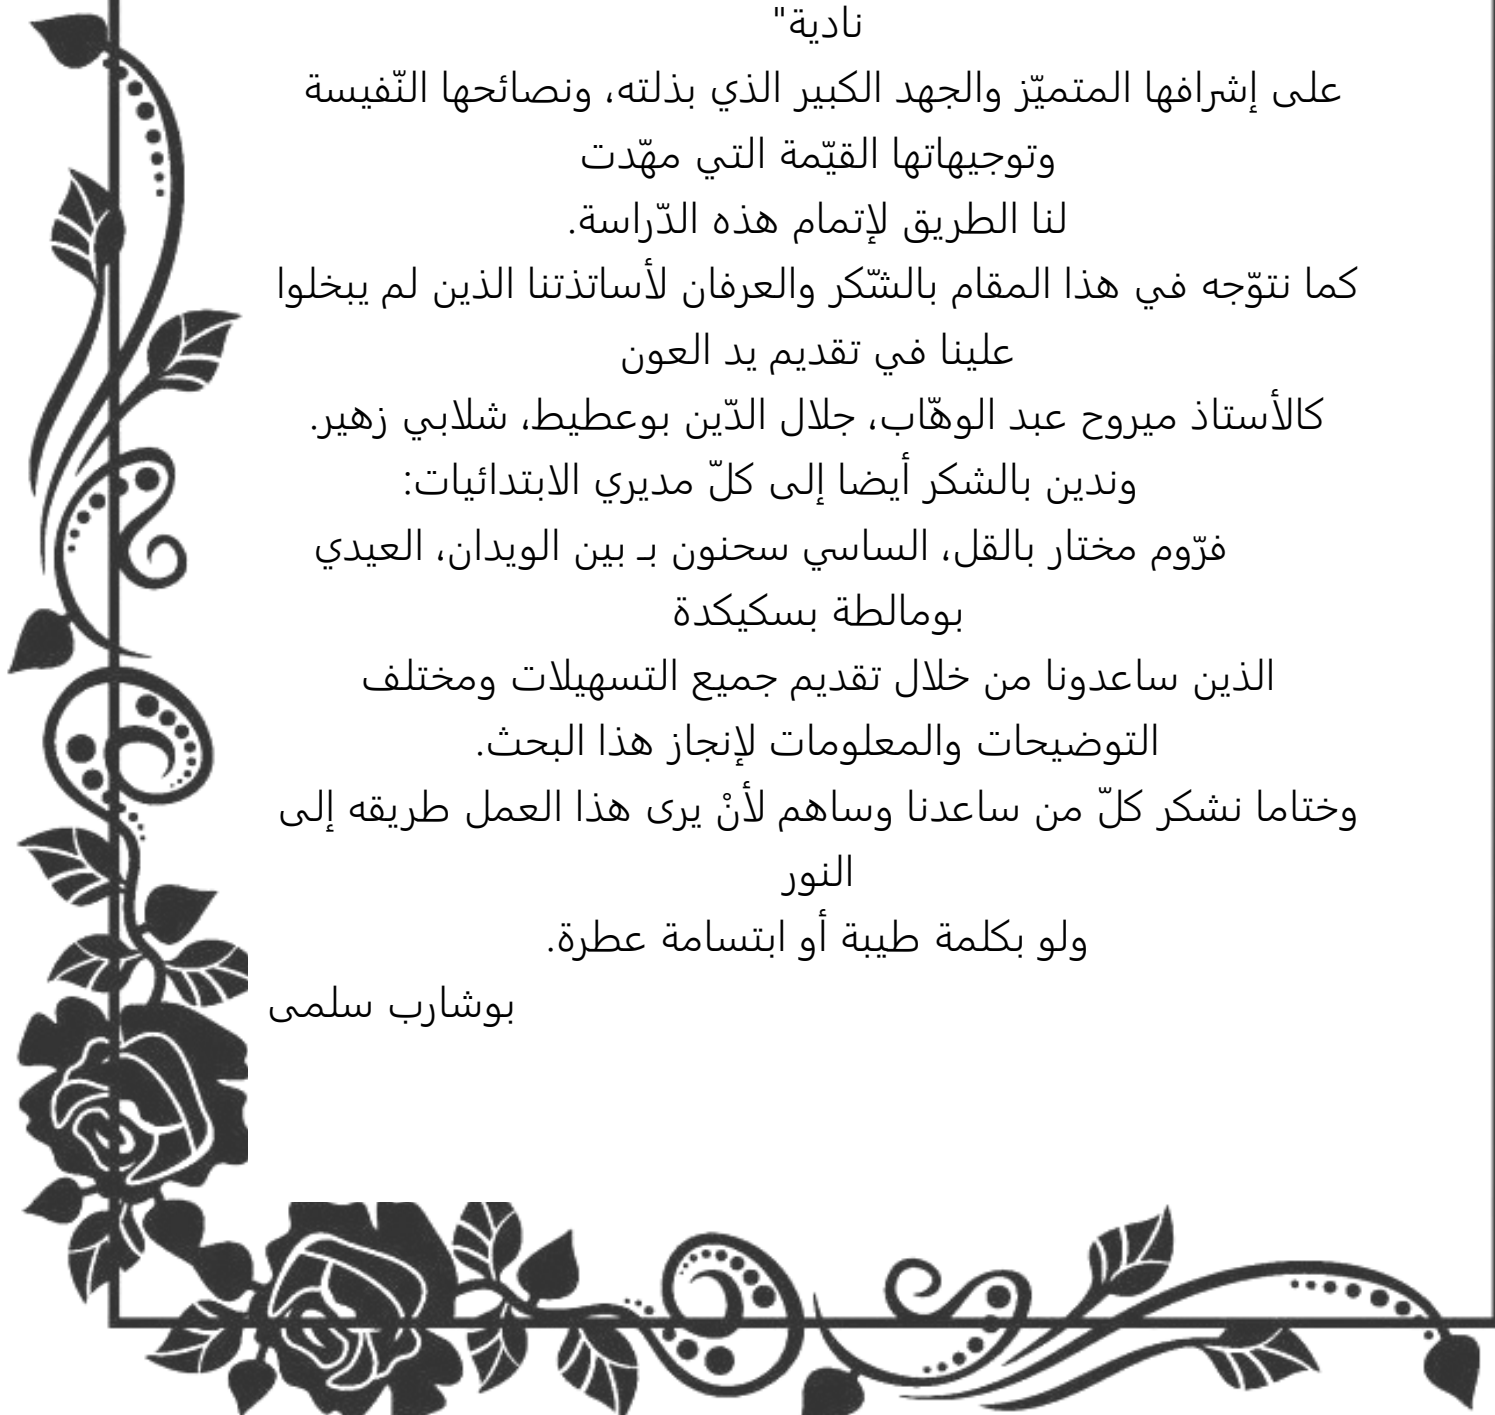 نادية"
على إشرافها المتميّز والجهد الكبير الذي بذلته، ونصائحها النّفيسة
وتوجيهاتها القيّمة التي مهّدت
لنا الطريق لإتمام هذه الدّراسة.
كما نتوّجه في هذا المقام بالشّكر والعرفان لأساتذتنا الذين لم يبخلوا
علينا في تقديم يد العون
كالأستاذ ميروح عبد الوهّاب، جلال الدّين بوعطيط، شلابي زهير.
وندين بالشكر أيضا إلى كلّ مديري الابتدائيات:
فرّوم مختار بالقل، الساسي سحنون بـ بين الويدان، العيدي
بومالطة بسكيكدة
الذين ساعدونا من خلال تقديم جميع التسهيلات ومختلف
التوضيحات والمعلومات لإنجاز هذا البحث.
وختاما نشكر كلّ من ساعدنا وساهم لأنْ يرى هذا العمل طريقه إلى
النور
ولو بكلمة طيبة أو ابتسامة عطرة.
بوشارب سلمى